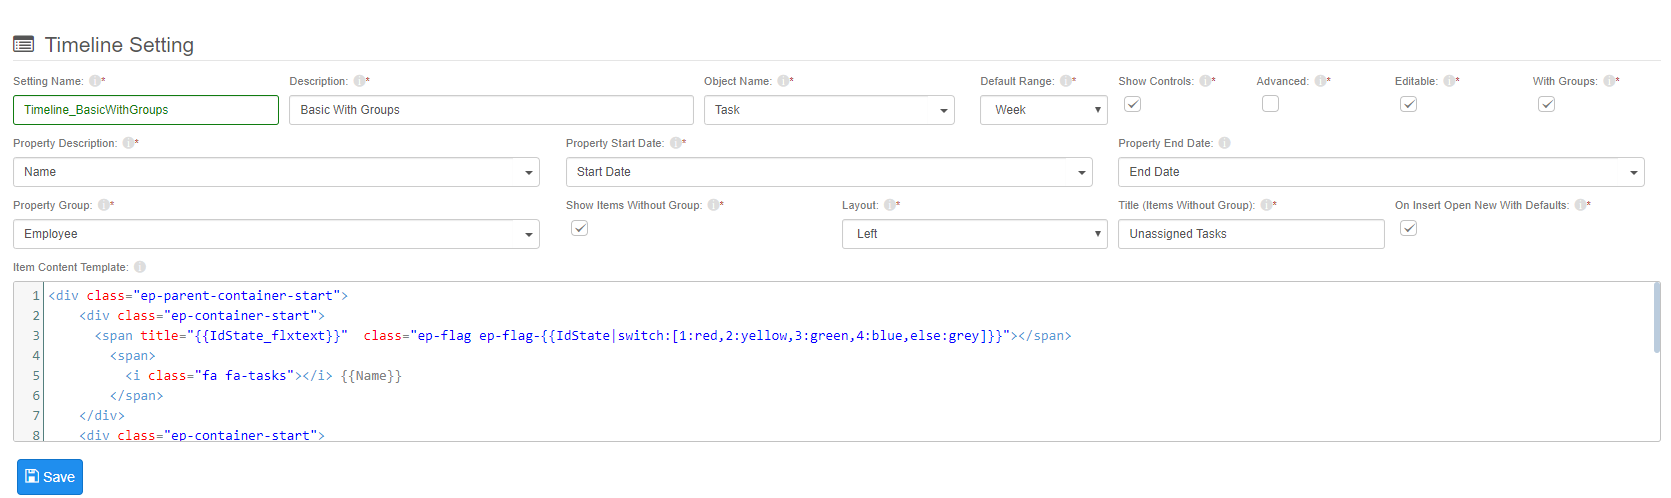 Timeline Setting
Setting Name: * Description: * Object Name: * Default Range: * Show Controls: * Advanced: * Editable: * With Groups: *
Timeline_BasicWithGroups Basic With Groups Task Week
Property Description: * Property Start Date: * Property End Date:
Name Start Date End Date
Property Group: * Show Items Without Group: * Layout: * Title (Items Without Group): * On Insert Open New With Defaults: *
Employee Left Unassigned Tasks
Item Content Template:
1 <div class="ep-parent-container-start">
2 <div class="ep-container-start">
3 <span title="{{IdState_flxtext}}" class="ep-flag ep-flag-{{IdState|switch:[1:red,2:yellow,3:green,4:blue,else:grey]}}"></span>
4 <span>
5 <i class="fa fa-tasks"></i> {{Name}}
6 </span>
7 </div>
8 <div class="ep-container-start">
Save